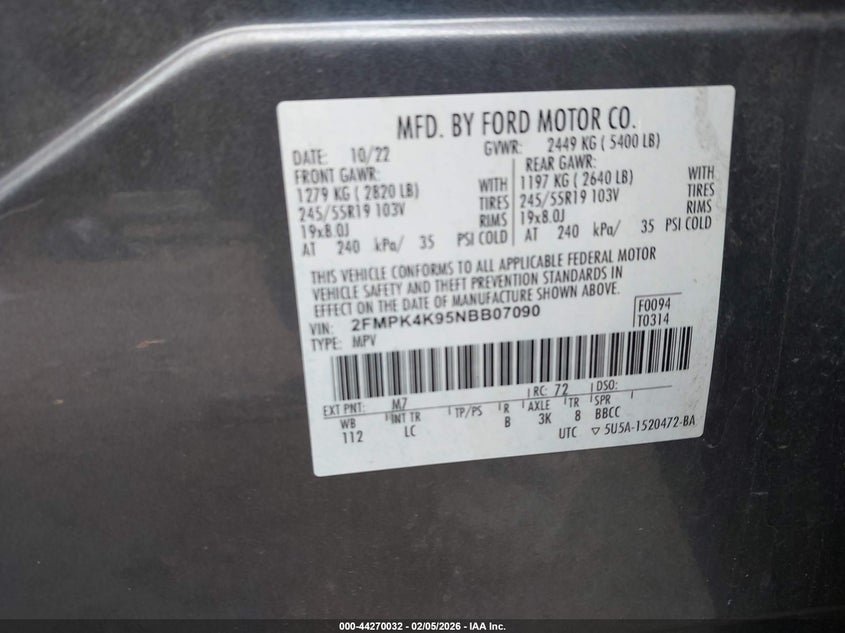 MFD. BY FORD MOTOR CO.
DATE: 10/22 GVWR: 2449 KG ( 5400 LB)
FRONT GAWR: REAR GAWR:
1279 KG ( 2820 LB) WITH 1197 KG ( 2640 LB) WITH
245/55R19 103V TIRES 245/55R19 103V TIRES
19x8.0J RIMS 19x8.0J RIMS
AT 240 kPa/ 35 PSI COLD AT 240 kPa/ 35 PSI COLD
THIS VEHICLE CONFORMS TO ALL APPLICABLE FEDERAL MOTOR
VEHICLE SAFETY AND THEFT PREVENTION STANDARDS IN
EFFECT ON THE DATE OF MANUFACTURE SHOWN ABOVE.
VIN: 2FMPK4K95NBB07090 F0094
TYPE: MPV T0314
EXT PNT: M7 RC: 72 DSO:
WB INT TR TP/PS R AXLE TR SPR
112 LC B 3K 8 BBCC
UTC ▽ 5U5A-1520472-BA
000-44270032 - 02/05/2026 - IAA Inc.